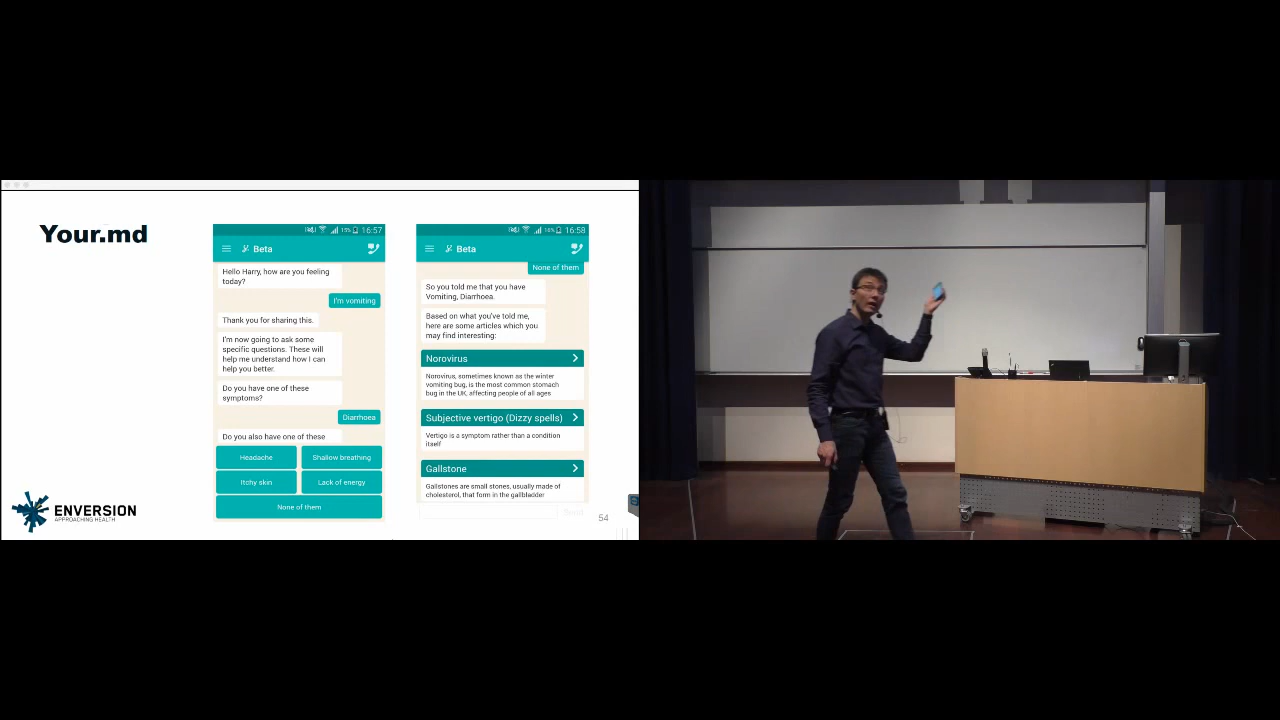 Your.md
16:57
Beta
Hello Harry, how are you feeling
today?
I'm vomiting
Thank you for sharing this.
I'm now going to ask some
specific questions. These will
help me understand how I can
help you better.
Do you have one of these
symptoms?
Diarrhoea
Do you also have one of these
Headache
Shallow breathing
Itchy skin
Lack of energy
None of them
16:58
Beta
None of them
So you told me that you have
Vomiting, Diarrhoea.
Based on what you've told me,
here are some articles which you
may find interesting:
Norovirus
Norovirus, sometimes known as the winter
vomiting bug, is the most common stomach
bug in the UK, affecting people of all ages
Subjective vertigo (Dizzy spells)
Vertigo is a symptom rather than a condition
itself
Gallstone
Gallstones are small stones, usually made of
cholesterol, that form in the gallbladder
Send
ENVERSION
APPROACHING HEALTH
54